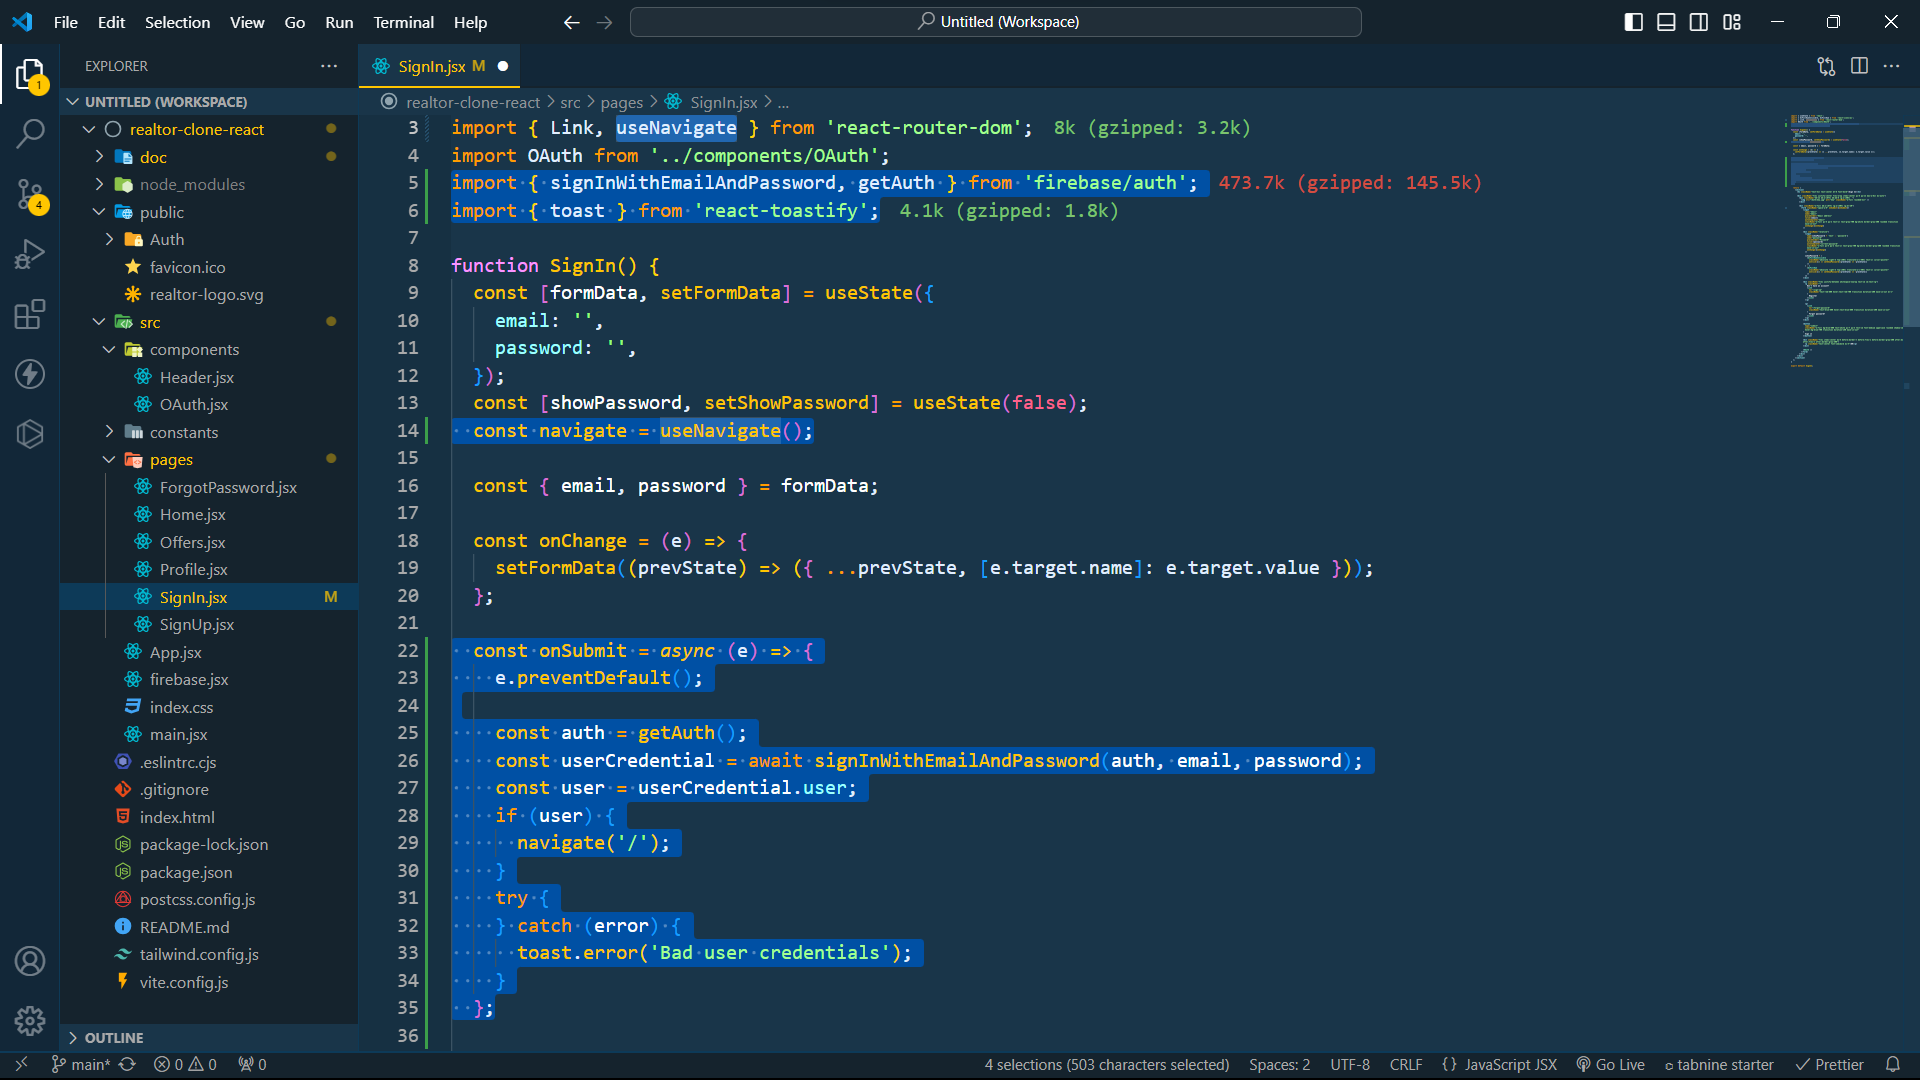 File Edit Selection View Go Run Terminal Help
Untitled (Workspace)
EXPLORER
UNTITLED (WORKSPACE)
realtor-clone-react
doc
node_modules
public
Auth
favicon.ico
realtor-logo.svg
src
components
Header.jsx
OAuth.jsx
constants
pages
ForgotPassword.jsx
Home.jsx
Offers.jsx
Profile.jsx
SignIn.jsx M
SignUp.jsx
App.jsx
firebase.jsx
index.css
main.jsx
.eslintrc.cjs
.gitignore
index.html
package-lock.json
package.json
postcss.config.js
README.md
tailwind.config.js
vite.config.js
OUTLINE
1
4
SignIn.jsx M
realtor-clone-react > src > pages > SignIn.jsx > ...
3 import { Link, useNavigate } from 'react-router-dom'; 8k (gzipped: 3.2k)
4 import OAuth from '../components/OAuth';
5 import { signInWithEmailAndPassword, getAuth } from 'firebase/auth'; 473.7k (gzipped: 145.5k)
6 import { toast } from 'react-toastify'; 4.1k (gzipped: 1.8k)
7
8 function SignIn() {
9 const [formData, setFormData] = useState({
10 email: '',
11 password: '',
12 });
13 const [showPassword, setShowPassword] = useState(false);
14 const navigate = useNavigate();
15
16 const { email, password } = formData;
17
18 const onChange = (e) => {
19 setFormData((prevState) => ({ ...prevState, [e.target.name]: e.target.value }));
20 };
21
22 const onSubmit = async (e) => {
23 e.preventDefault();
24
25 const auth = getAuth();
26 const userCredential = await signInWithEmailAndPassword(auth, email, password);
27 const user = userCredential.user;
28 if (user) {
29 navigate('/');
30 }
31 try {
32 } catch (error) {
33 toast.error('Bad user credentials');
34 }
35 };
36
main* 0 0 0 4 selections (503 characters selected) Spaces: 2 UTF-8 CRLF {} JavaScript JSX Go Live tabnine starter Prettier